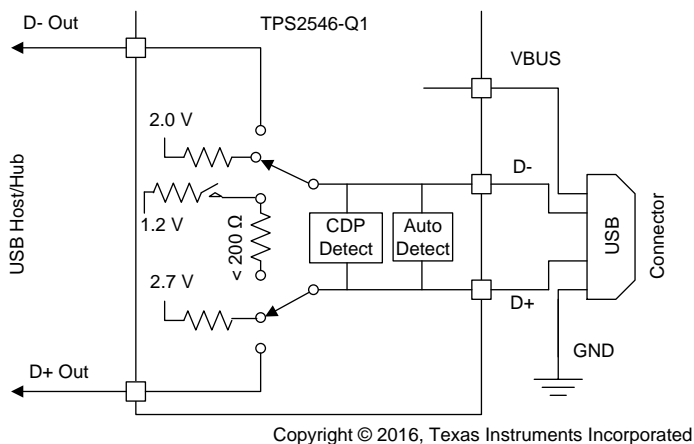 D- Out
TPS2546-Q1
VBUS
2.0 V
D-
1.2 V
< 200 Ω
CDP
Detect
Auto
Detect
USB Host/Hub
USB
Connector
2.7 V
D+
GND
D+ Out
Copyright © 2016, Texas Instruments Incorporated